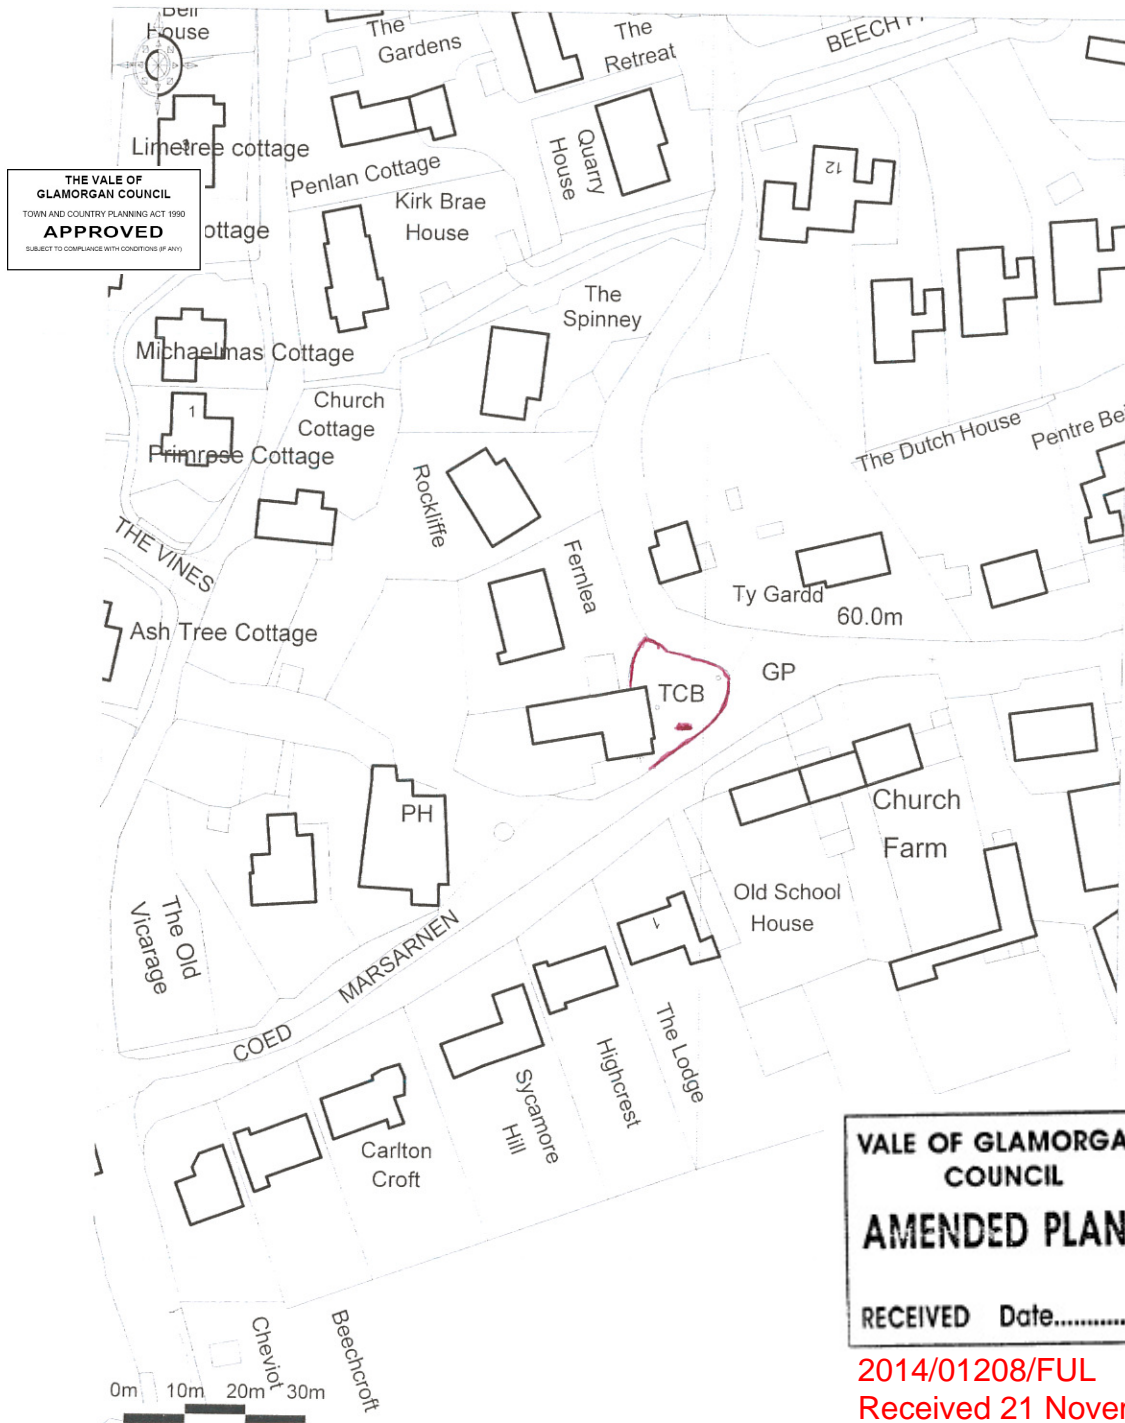 Bell
House
The
Gardens
The
Retreat
BEECH
Limetree cottage
3
Penlan Cottage
Quarry
House
12
THE VALE OF
GLAMORGAN COUNCIL
TOWN AND COUNTRY PLANNING ACT 1990
APPROVED
SUBJECT TO COMPLIANCE WITH CONDITIONS (IF ANY)
ottage
Kirk Brae
House
The
Spinney
Michaelmas Cottage
1
Primrose Cottage
Church
Cottage
Rockliffe
The Dutch House
Pentre Be
THE VINES
Fernlea
Ty Gardd
60.0m
Ash Tree Cottage
GP
TCB
PH
Church
Farm
Old School
House
1
The Old
Vicarage
COED MARSARNEN
The Lodge
Highcrest
Sycamore
Hill
Carlton
Croft
Cheviot
Beechcroft
0m 10m 20m 30m
VALE OF GLAMORGA
COUNCIL
AMENDED PLAN
RECEIVED Date............
2014/01208/FUL
Received 21 Nover